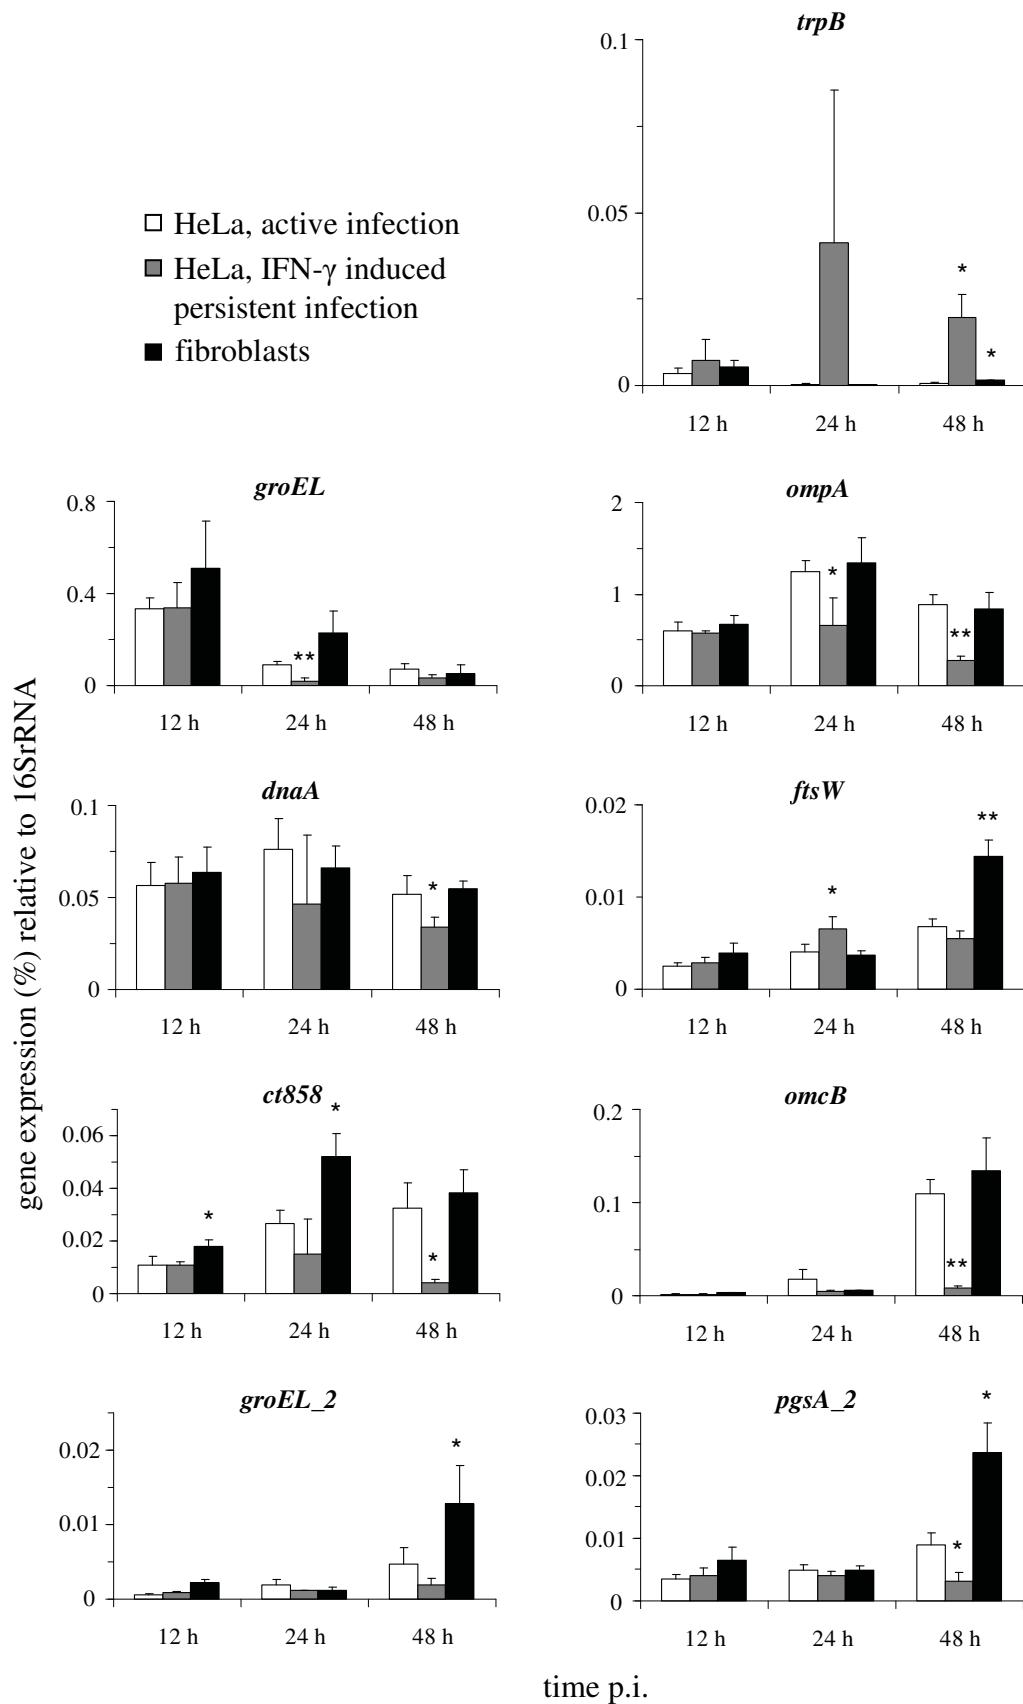 trpB
0.1
0.05
0
*
*
12 h 24 h 48 h
HeLa, active infection
HeLa, IFN-γ induced
persistent infection
fibroblasts
groEL
0.8
0.4
0
**
12 h 24 h 48 h
ompA
2
1
0
*
**
12 h 24 h 48 h
gene expression (%) relative to 16SrRNA
dnaA
0.1
0.05
0
*
12 h 24 h 48 h
ftsW
0.02
0.01
0
*
**
12 h 24 h 48 h
ct858
0.06
0.04
0.02
0
*
*
*
12 h 24 h 48 h
omcB
0.2
0.1
0
**
12 h 24 h 48 h
groEL_2
0.02
0.01
0
*
12 h 24 h 48 h
pgsA_2
0.03
0.02
0.01
0
*
*
12 h 24 h 48 h
time p.i.